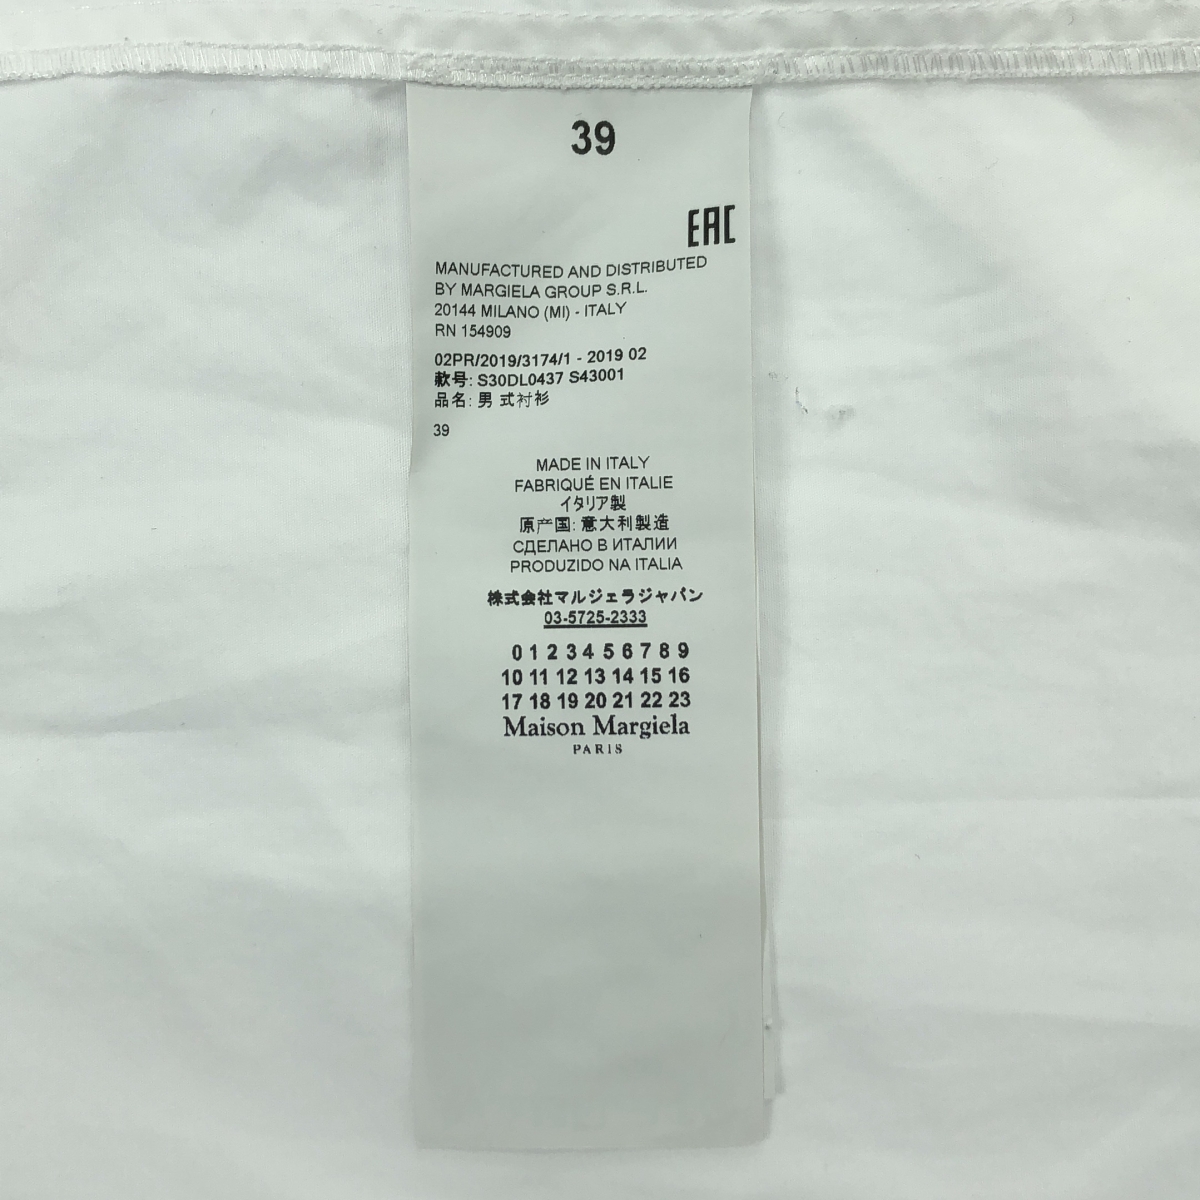 39
EAC
MANUFACTURED AND DISTRIBUTED
BY MARGIELA GROUP S.R.L.
20144 MILANO (MI) - ITALY
RN 154909
02PR/2019/3174/1 - 2019 02
款号: S30DL0437 S43001
品名: 男 式衬衫
39
MADE IN ITALY
FABRIQUÉ EN ITALIE
イタリア製
原产国: 意大利製造
СДЕЛАНО В ИТАЛИИ
PRODUZIDO NA ITALIA
株式会社マルジェラジャパン
03-5725-2333
0 1 2 3 4 5 6 7 8 9
10 11 12 13 14 15 16
17 18 19 20 21 22 23
Maison Margiela
PARIS